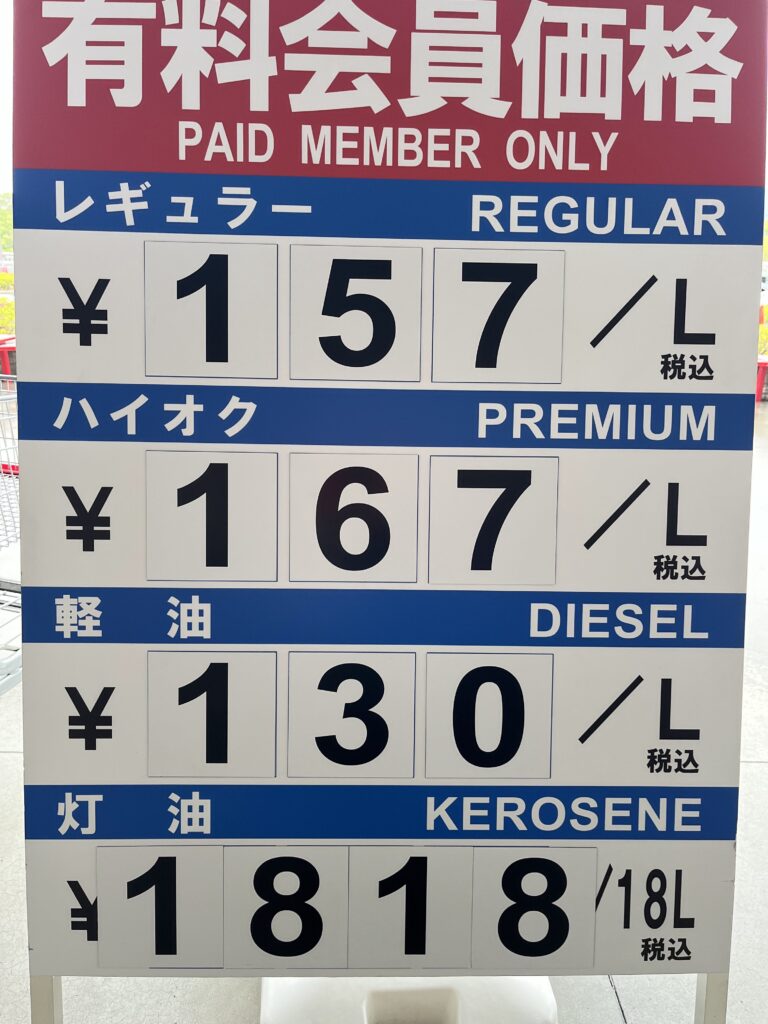 有料会員価格
PAID MEMBER ONLY
レギュラー REGULAR
¥ 157 /L
税込
ハイオク PREMIUM
¥ 167 /L
税込
軽 油 DIESEL
¥ 130 /L
税込
灯 油 KEROSENE
¥ 1818 /18L
税込